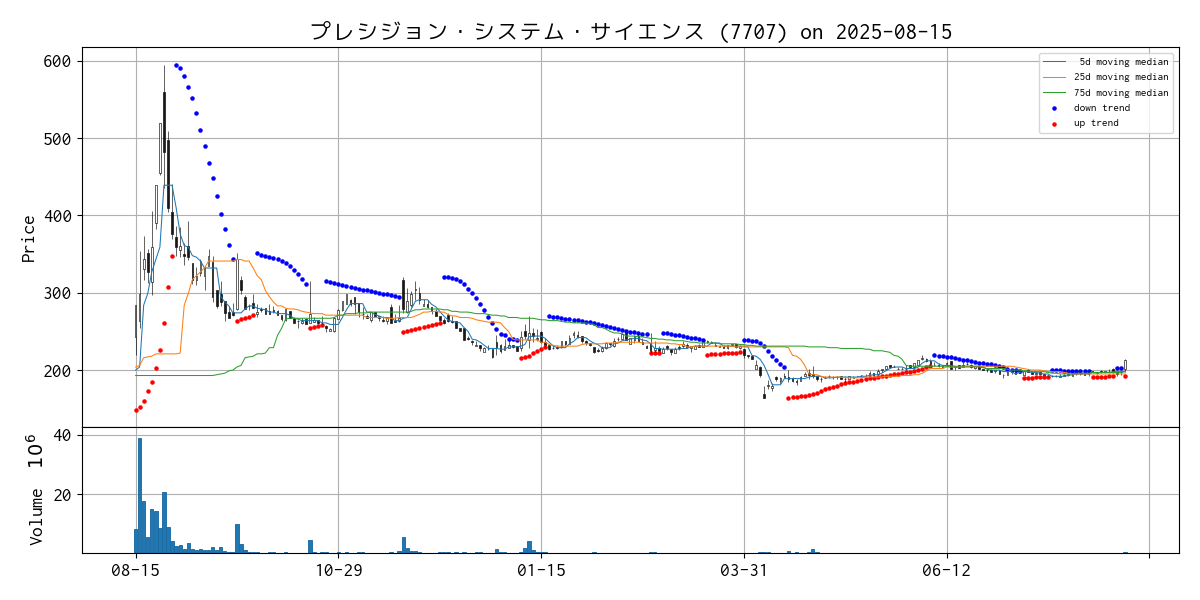 プレシジョン・システム・サイエンス (7707) on 2025-08-15
600
500
400
300
200
Price
5d moving median
25d moving median
75d moving median
down trend
up trend
40
20
Volume 10^6
08-15
10-29
01-15
03-31
06-12